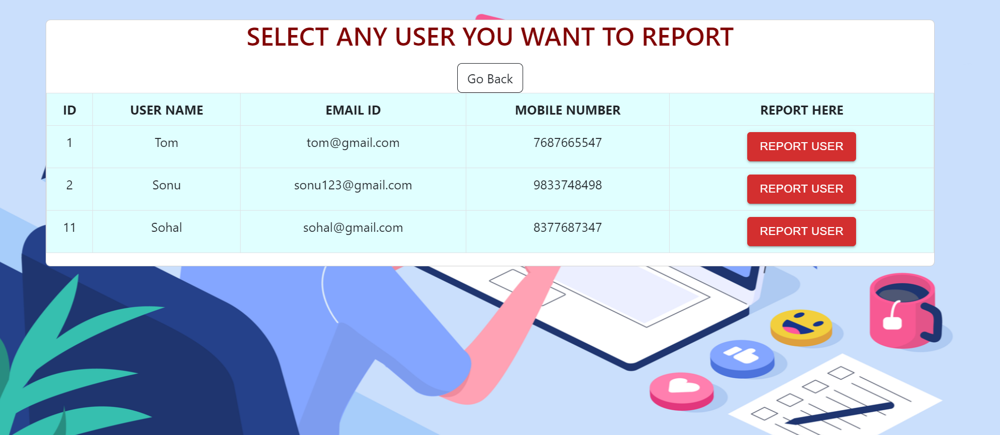 SELECT ANY USER YOU WANT TO REPORT
Go Back
ID USER NAME EMAIL ID MOBILE NUMBER REPORT HERE
1 Tom tom@gmail.com 7687665547 REPORT USER
2 Sonu sonu123@gmail.com 9833748498 REPORT USER
11 Sohal sohal@gmail.com 8377687347 REPORT USER